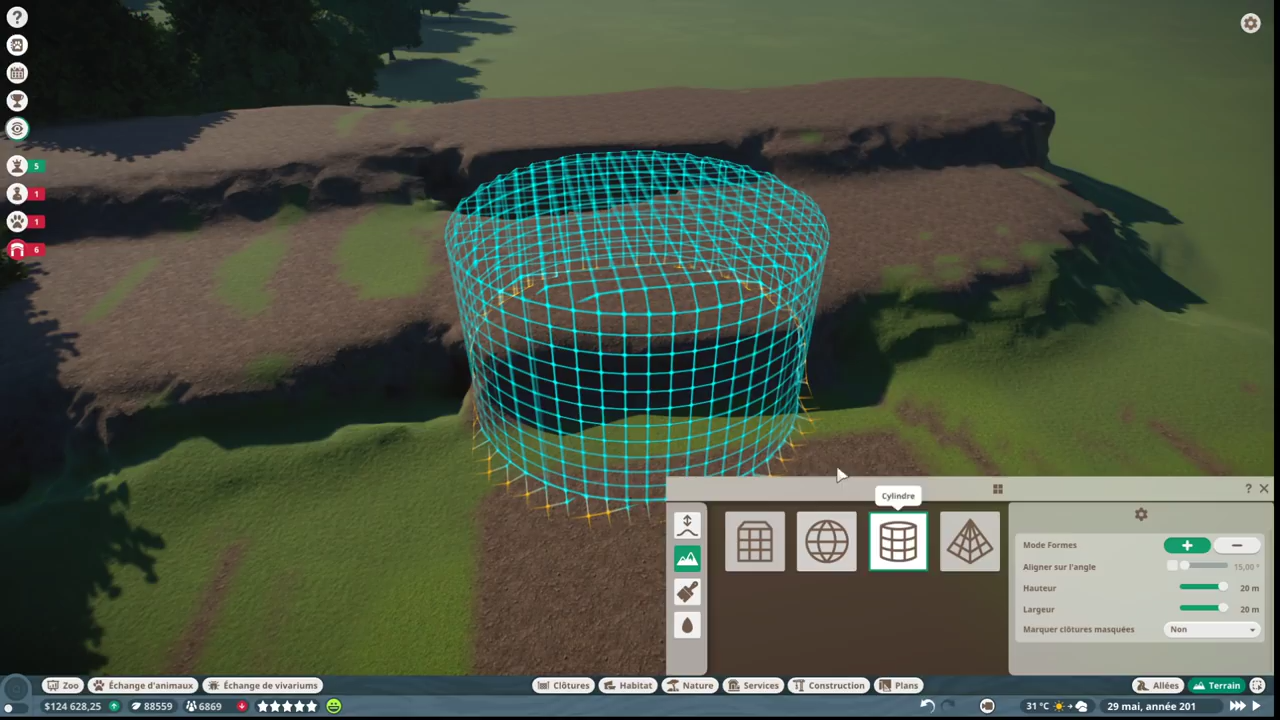 5
1
1
6
Cylindre
?
Mode Formes + −
Aligner sur l'angle 15,00 °
Hauteur 20 m
Largeur 20 m
Marquer clôtures masquées Non
Zoo Échange d'animaux Échange de vivariums Clôtures Habitat Nature Services Construction Plans Allées Terrain
$124 628,25 88559 6869 31 °C 29 mai, année 201